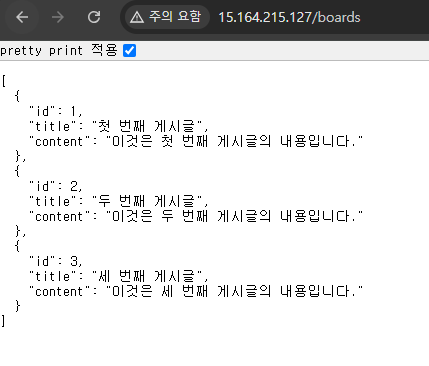 주의 요함 15.164.215.127/boards
pretty print 적용
[
  {
    "id": 1,
    "title": "첫 번째 게시글",
    "content": "이것은 첫 번째 게시글의 내용입니다."
  },
  {
    "id": 2,
    "title": "두 번째 게시글",
    "content": "이것은 두 번째 게시글의 내용입니다."
  },
  {
    "id": 3,
    "title": "세 번째 게시글",
    "content": "이것은 세 번째 게시글의 내용입니다."
  }
]